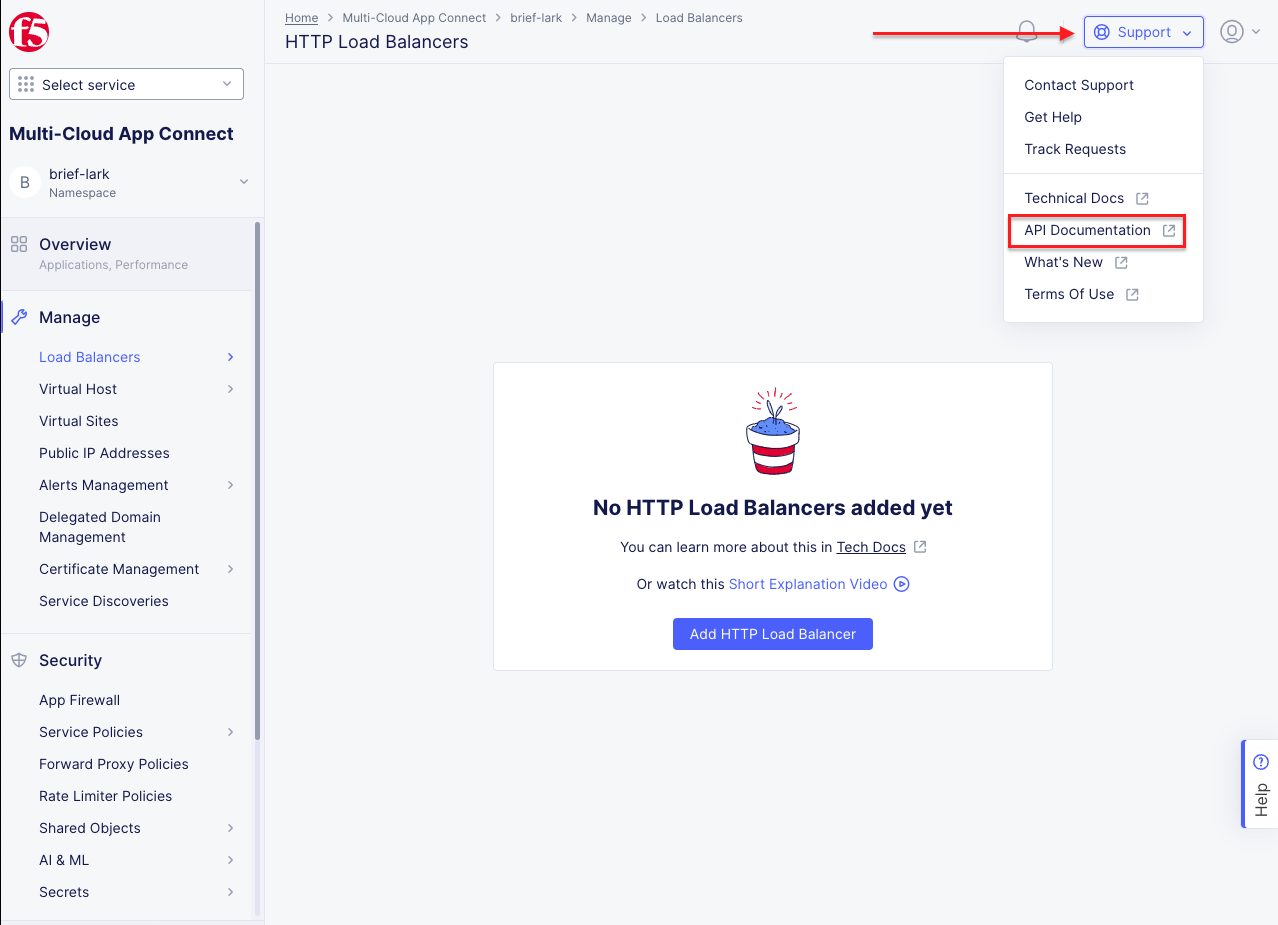 f5
Home > Multi-Cloud App Connect > brief-lark > Manage > Load Balancers
HTTP Load Balancers
Support
Select service
Multi-Cloud App Connect
B
brief-lark
Namespace
Overview
Applications, Performance
Manage
Load Balancers
Virtual Host
Virtual Sites
Public IP Addresses
Alerts Management
Delegated Domain
Management
Certificate Management
Service Discoveries
Security
App Firewall
Service Policies
Forward Proxy Policies
Rate Limiter Policies
Shared Objects
AI & ML
Secrets
Contact Support
Get Help
Track Requests
Technical Docs
API Documentation
What's New
Terms Of Use
No HTTP Load Balancers added yet
You can learn more about this in Tech Docs
Or watch this Short Explanation Video
Add HTTP Load Balancer
Help